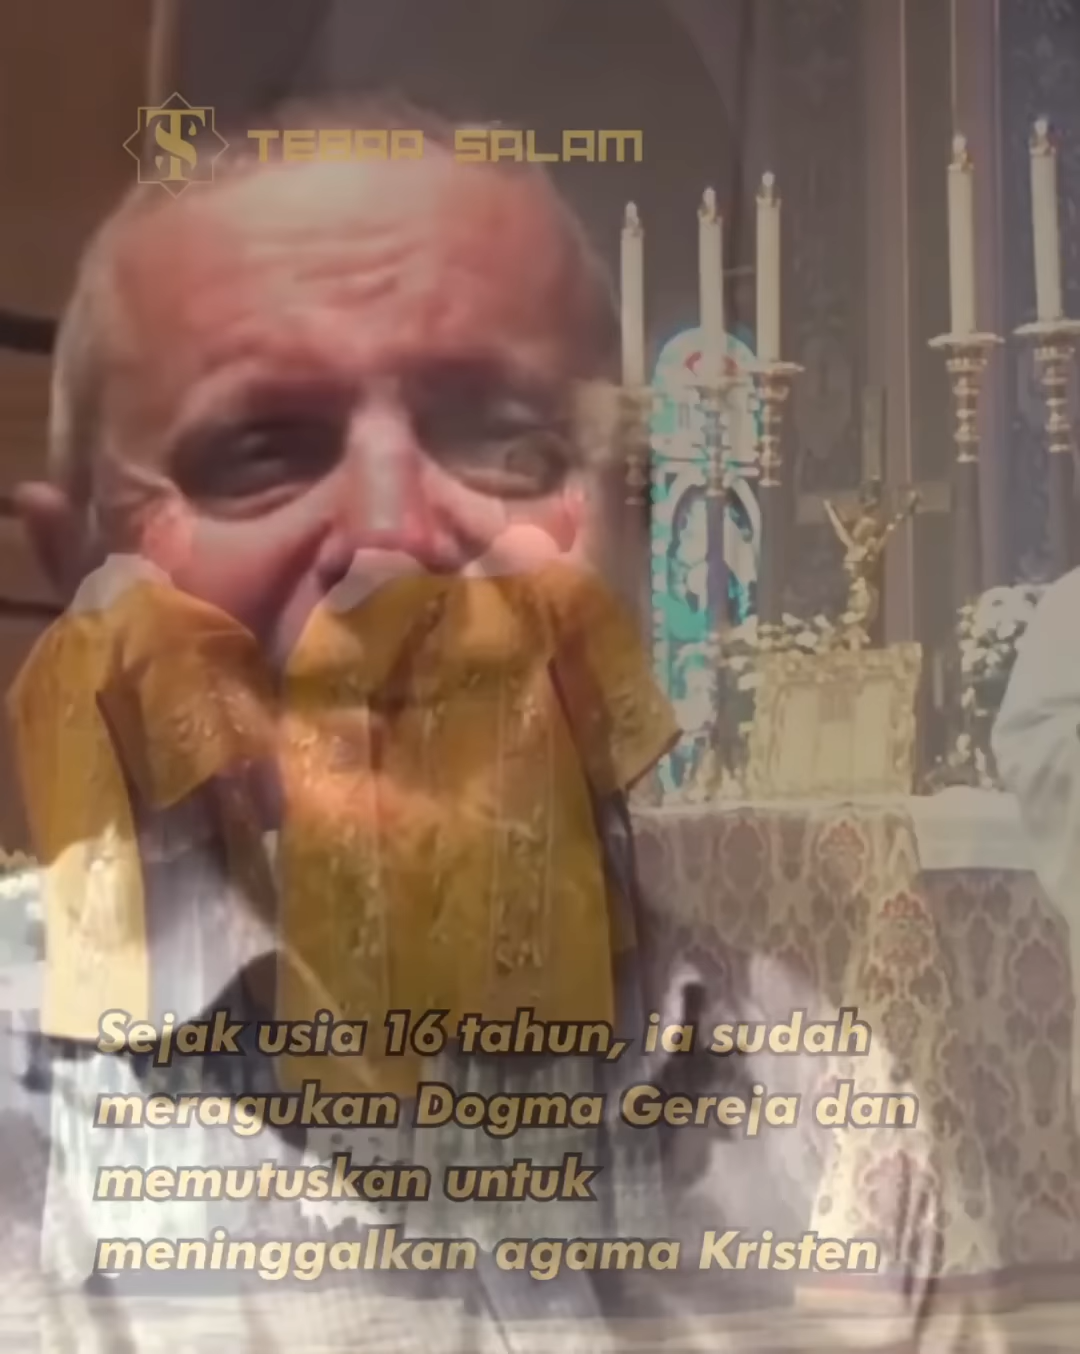 TEBAR SALAM
Sejak usia 16 tahun, ia sudah
meragukan Dogma Gereja dan
memutuskan untuk
meninggalkan agama Kristen